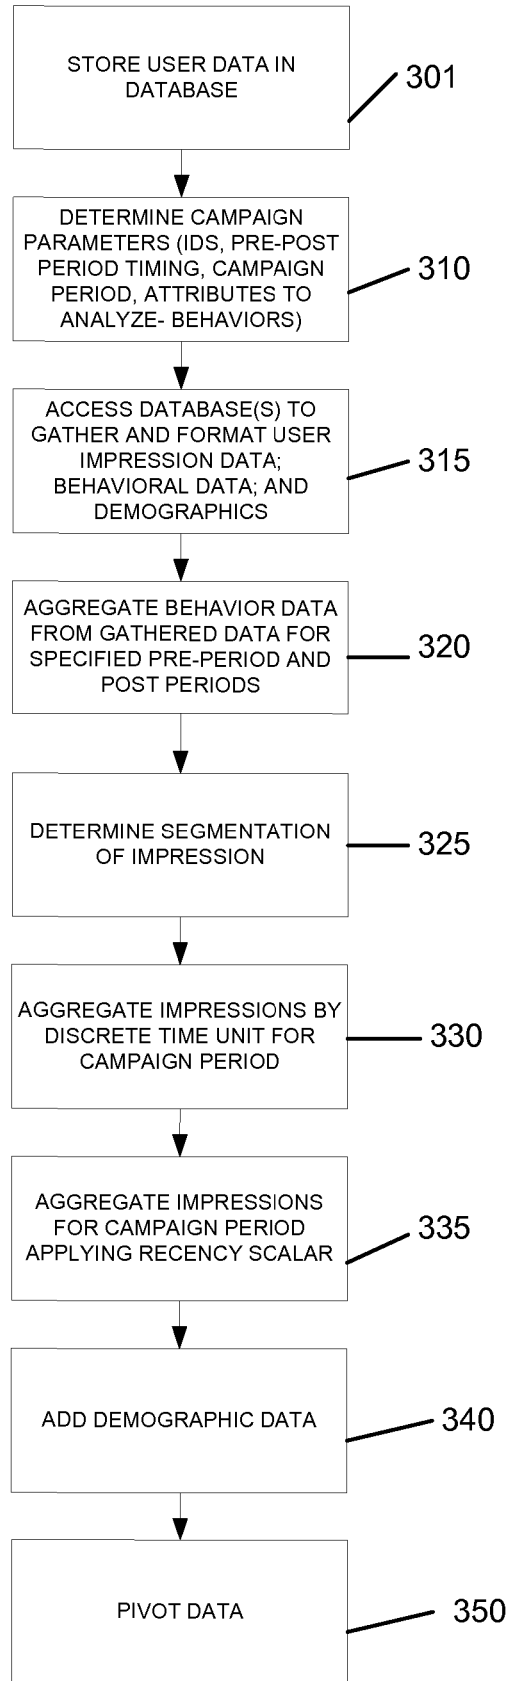 STORE USER DATA IN
DATABASE
301
DETERMINE CAMPAIGN
PARAMETERS (IDS, PRE-POST
PERIOD TIMING, CAMPAIGN
PERIOD, ATTRIBUTES TO
ANALYZE- BEHAVIORS)
310
ACCESS DATABASE(S) TO
GATHER AND FORMAT USER
IMPRESSION DATA;
BEHAVIORAL DATA; AND
DEMOGRAPHICS
315
AGGREGATE BEHAVIOR DATA
FROM GATHERED DATA FOR
SPECIFIED PRE-PERIOD AND
POST PERIODS
320
DETERMINE SEGMENTATION
OF IMPRESSION
325
AGGREGATE IMPRESSIONS BY
DISCRETE TIME UNIT FOR
CAMPAIGN PERIOD
330
AGGREGATE IMPRESSIONS
FOR CAMPAIGN PERIOD
APPLYING RECENCY SCALAR
335
ADD DEMOGRAPHIC DATA
340
PIVOT DATA
350